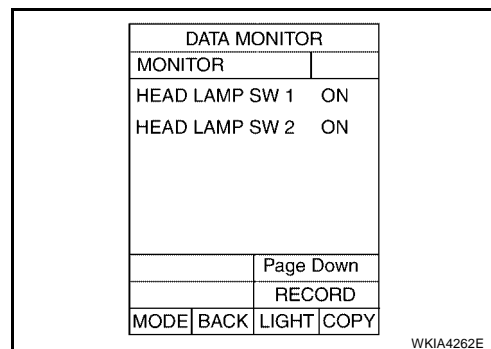 DATA MONITOR
MONITOR
HEAD LAMP SW 1 ON
HEAD LAMP SW 2 ON
Page Down
RECORD
MODE BACK LIGHT COPY
WKIA4262E